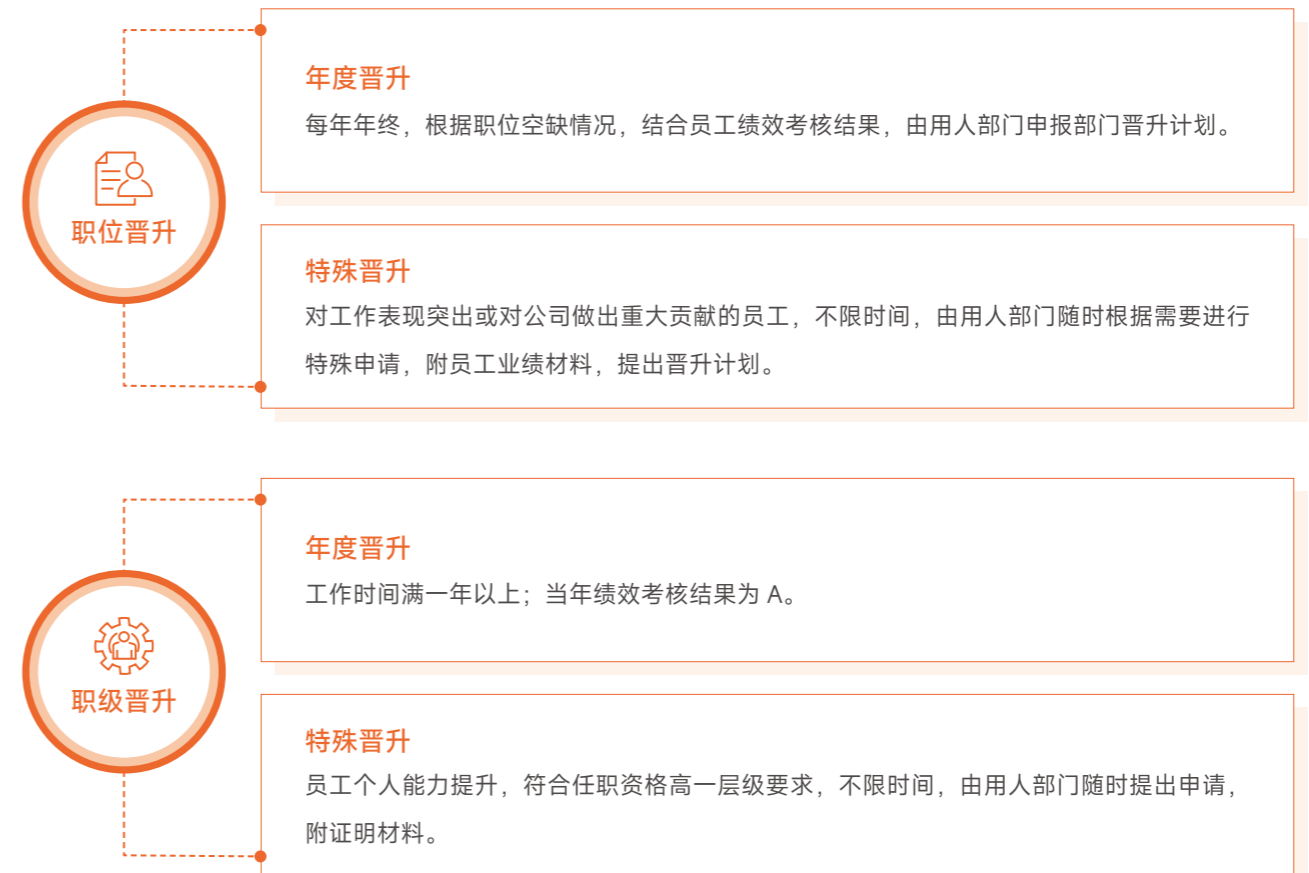 职位晋升
年度晋升
每年年终，根据职位空缺情况，结合员工绩效考核结果，由用人部门申报部门晋升计划。
特殊晋升
对工作表现突出或对公司做出重大贡献的员工，不限时间，由用人部门随时根据需要进行
特殊申请，附员工业绩材料，提出晋升计划。
职级晋升
年度晋升
工作时间满一年以上；当年绩效考核结果为 A。
特殊晋升
员工个人能力提升，符合任职资格高一层级要求，不限时间，由用人部门随时提出申请，
附证明材料。